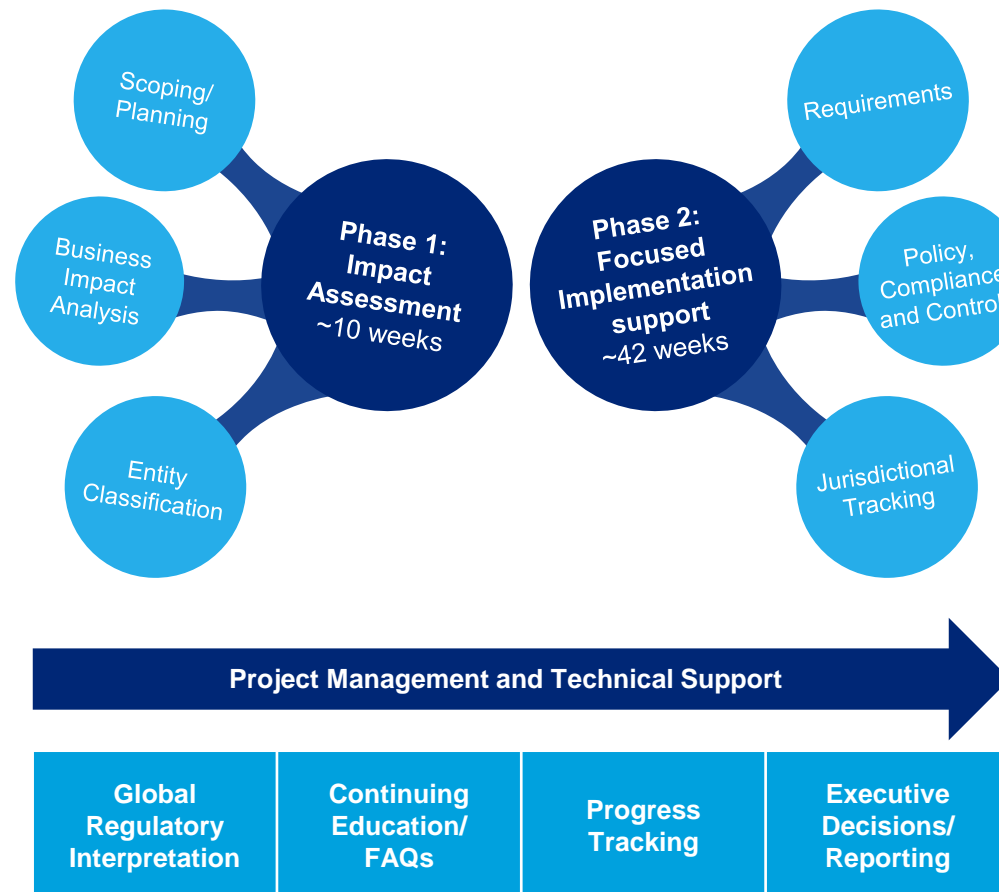 Scoping/
Planning
Business
Impact
Analysis
Entity
Classification
Phase 1:
Impact
Assessment
~10 weeks
Phase 2:
Focused
Implementation
support
~42 weeks
Requirements
Policy,
Compliance
and Control
Jurisdictional
Tracking
Project Management and Technical Support
Global
Regulatory
Interpretation
Continuing
Education/
FAQs
Progress
Tracking
Executive
Decisions/
Reporting